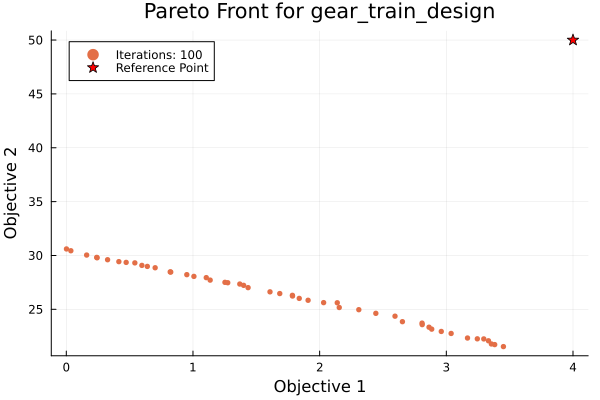 Pareto Front for gear_train_design
Iterations: 100
Reference Point
50
45
40
35
30
25
Objective 2
0 1 2 3 4
Objective 1